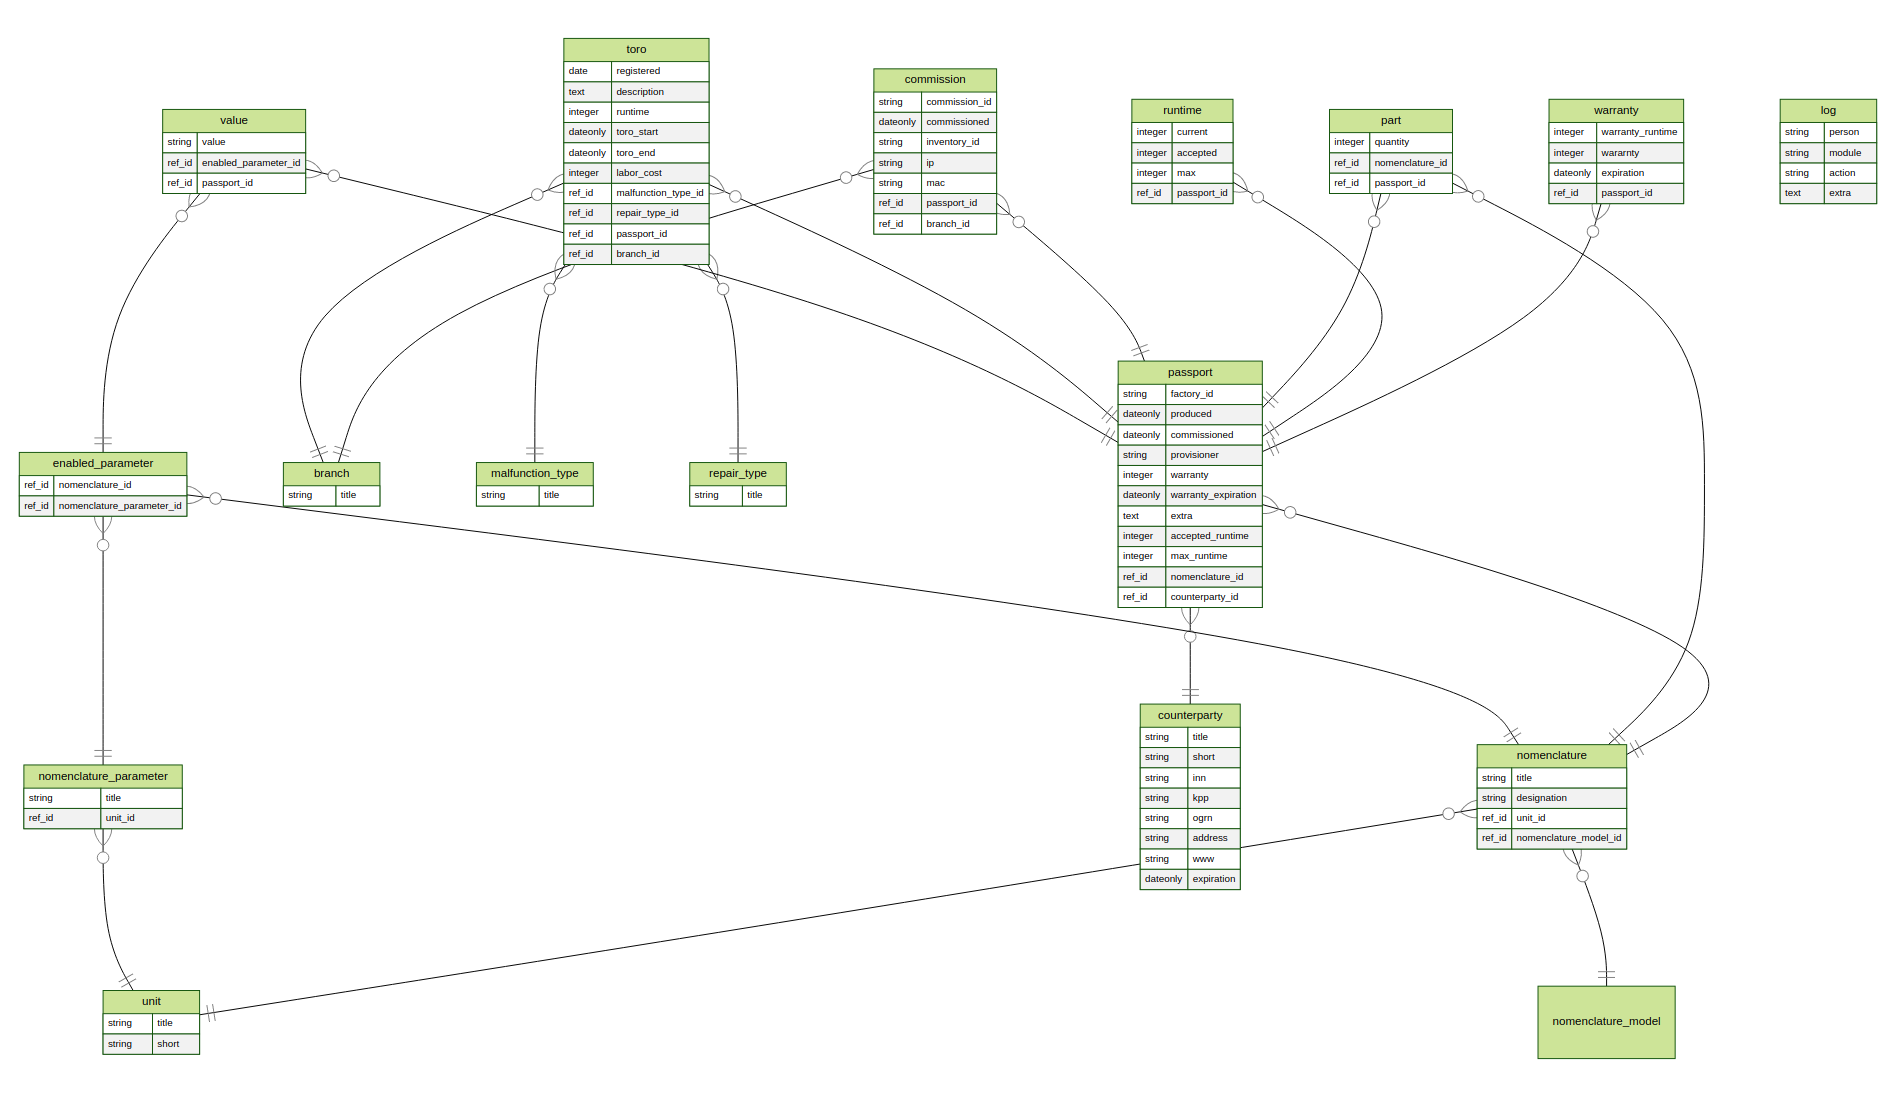 toro
date registered
text description
integer runtime
dateonly toro_start
dateonly toro_end
integer labor_cost
ref_id malfunction_type_id
ref_id repair_type_id
ref_id passport_id
ref_id branch_id
commission
string commission_id
dateonly commissioned
string inventory_id
string ip
string mac
ref_id passport_id
ref_id branch_id
value
string value
ref_id enabled_parameter_id
ref_id passport_id
runtime
integer current
integer accepted
integer max
ref_id passport_id
part
integer quantity
ref_id nomenclature_id
ref_id passport_id
warranty
integer warranty_runtime
integer wararnty
dateonly expiration
ref_id passport_id
log
string person
string module
string action
text extra
passport
string factory_id
dateonly produced
dateonly commissioned
string provisioner
integer warranty
dateonly warranty_expiration
text extra
integer accepted_runtime
integer max_runtime
ref_id nomenclature_id
ref_id counterparty_id
enabled_parameter
ref_id nomenclature_id
ref_id nomenclature_parameter_id
branch
string title
malfunction_type
string title
repair_type
string title
counterparty
string title
string short
string inn
string kpp
string ogrn
string address
string www
dateonly expiration
nomenclature
string title
string designation
ref_id unit_id
ref_id nomenclature_model_id
nomenclature_parameter
string title
ref_id unit_id
unit
string title
string short
nomenclature_model